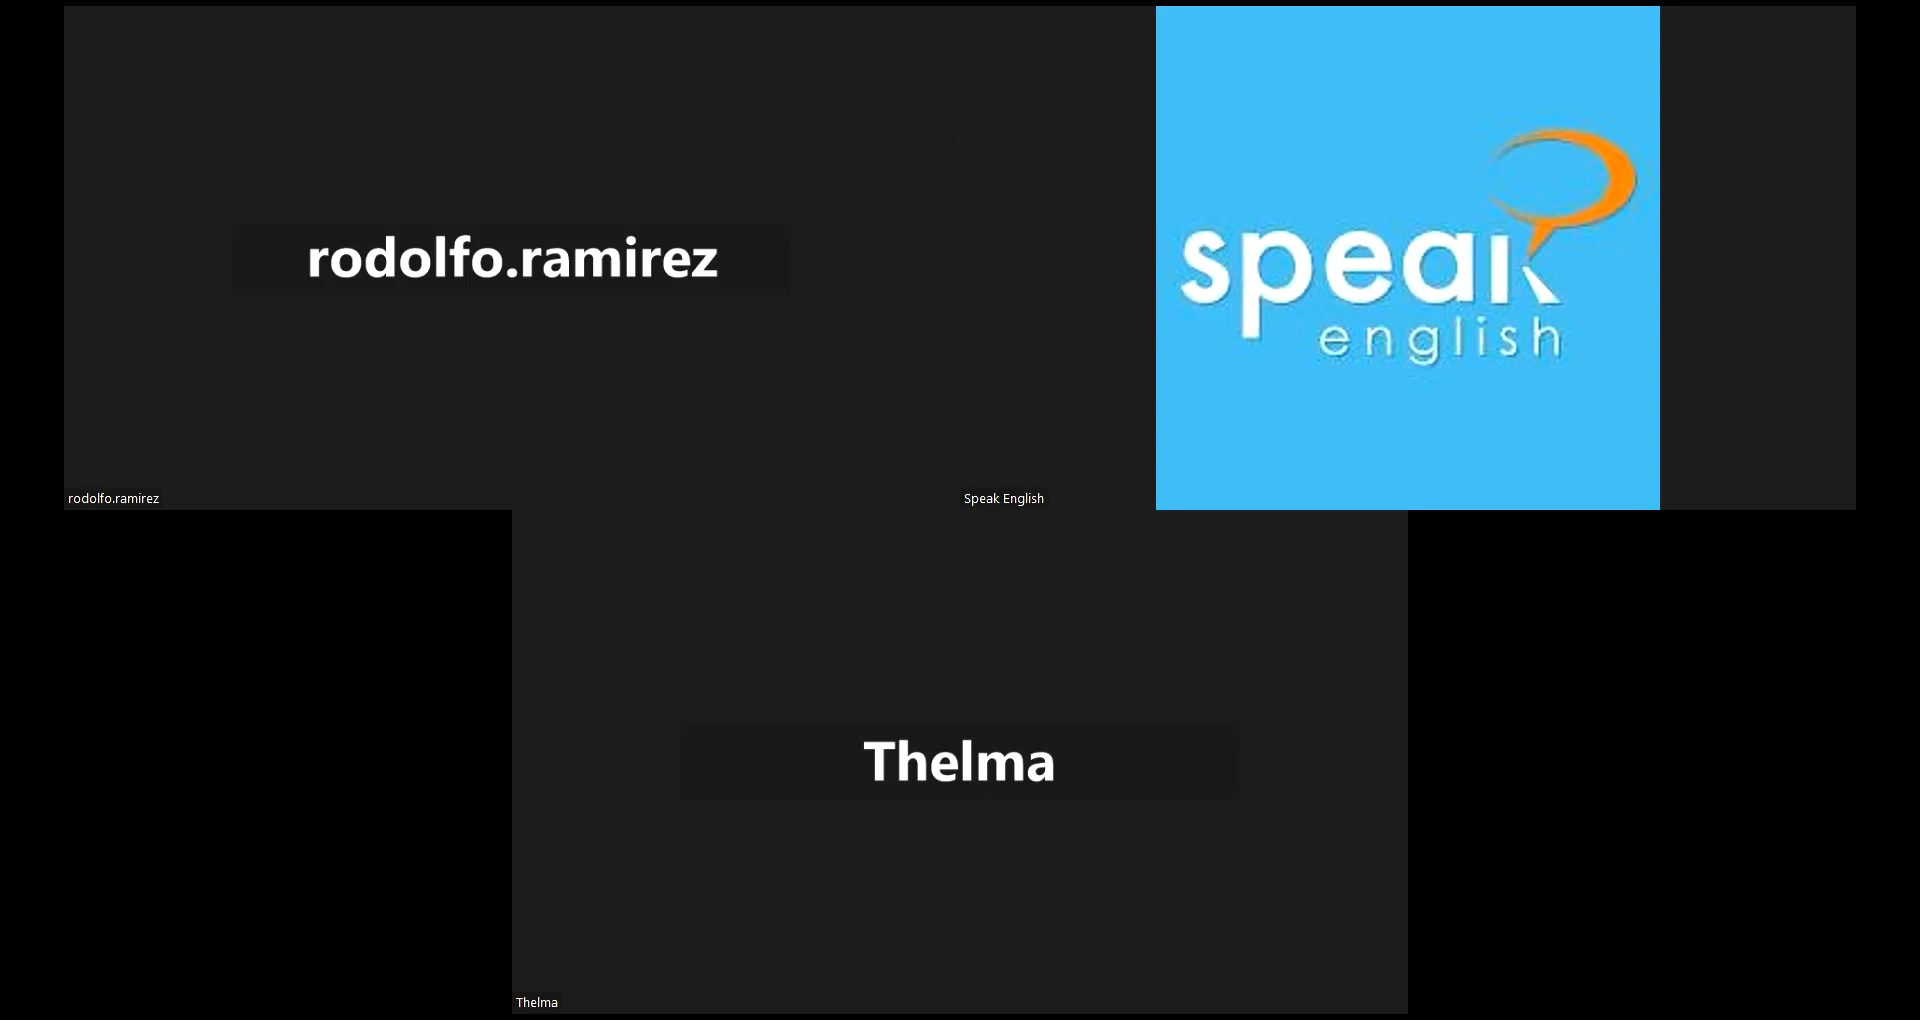 rodolfo.ramirez
speak
english
rodolfo.ramirez
Speak English
Thelma
Thelma